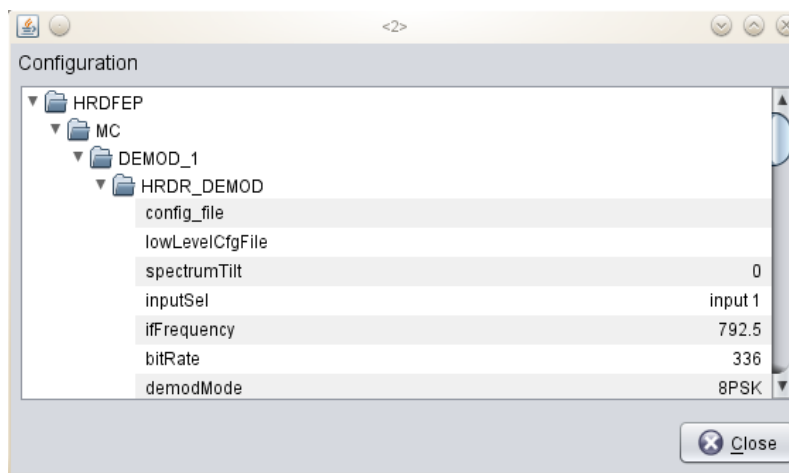 <2>
Configuration
HRDFEP
MC
DEMOD_1
HRDR_DEMOD
config_file
lowLevelCfgFile
spectrumTilt 0
inputSel input 1
ifFrequency 792.5
bitRate 336
demodMode 8PSK
Close